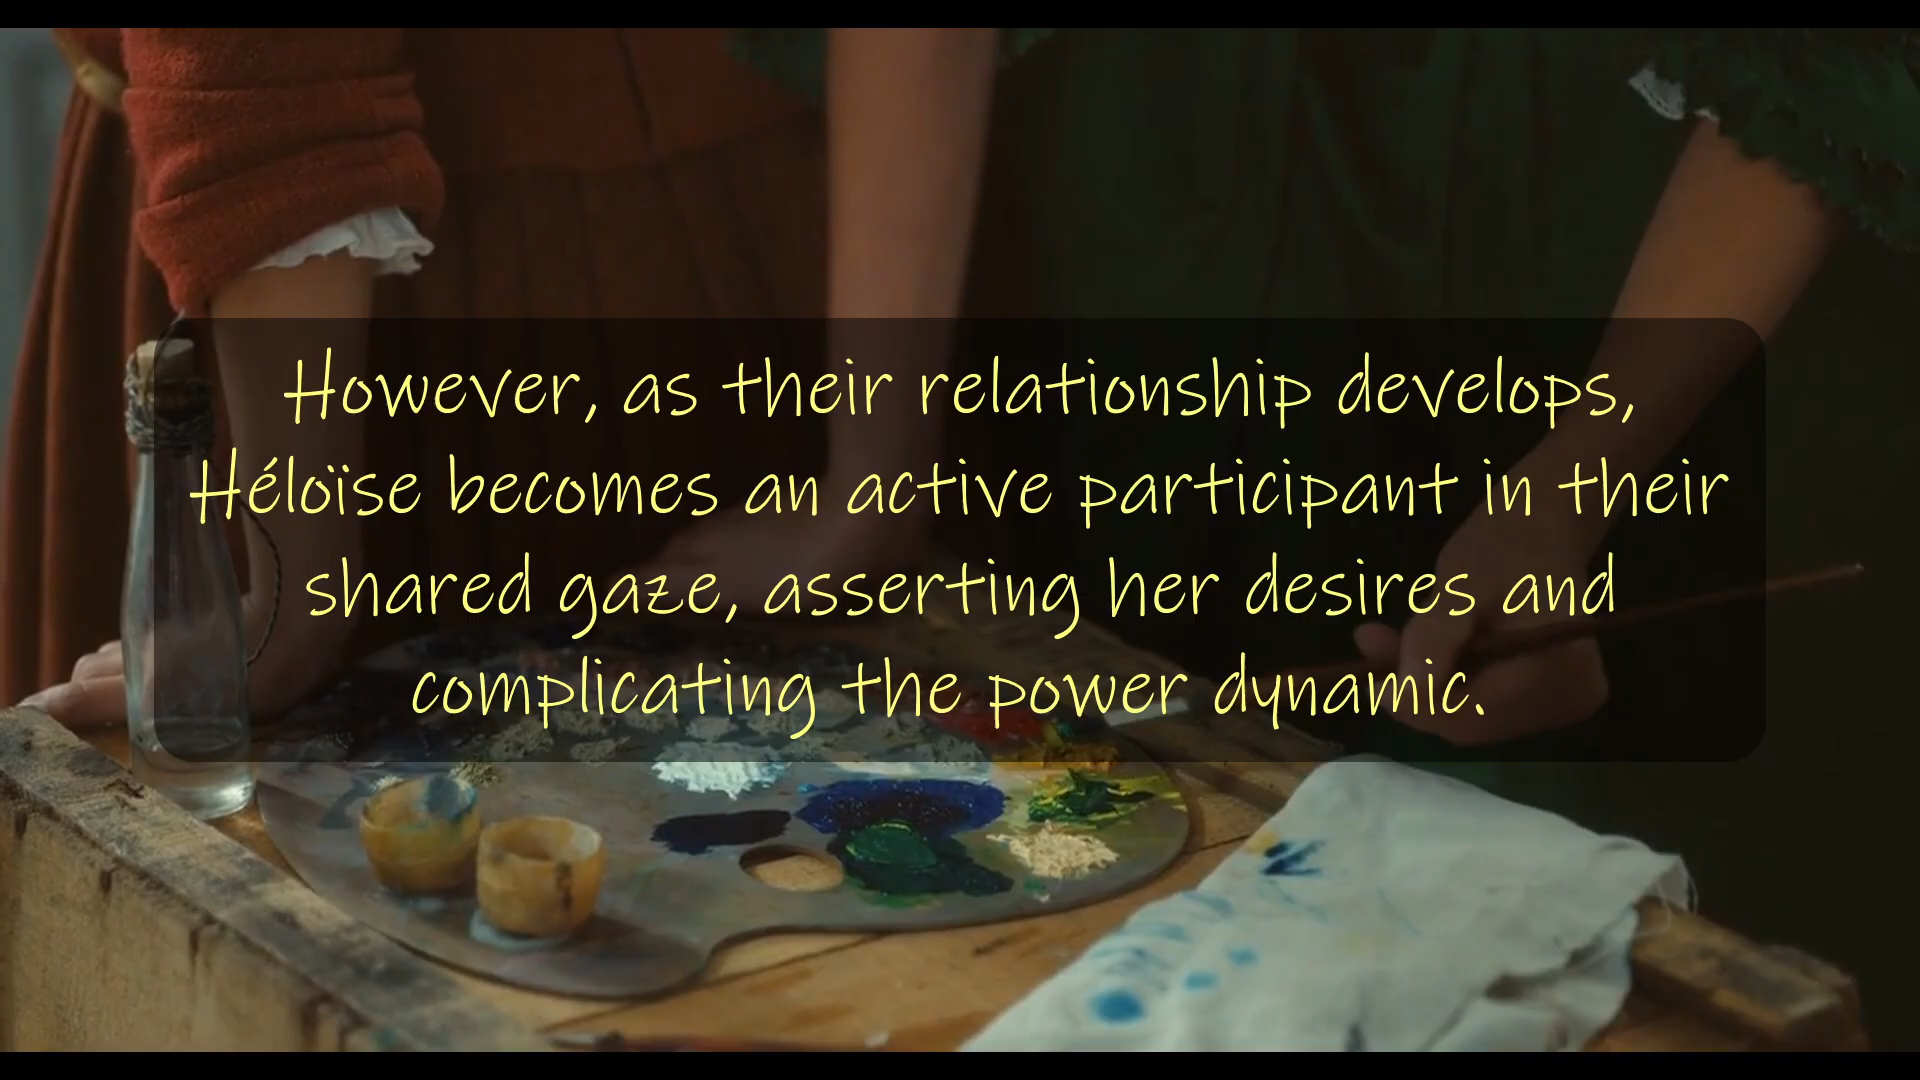 However, as their relationship develops,
Héloïse becomes an active participant in their
shared gaze, asserting her desires and
complicating the power dynamic.